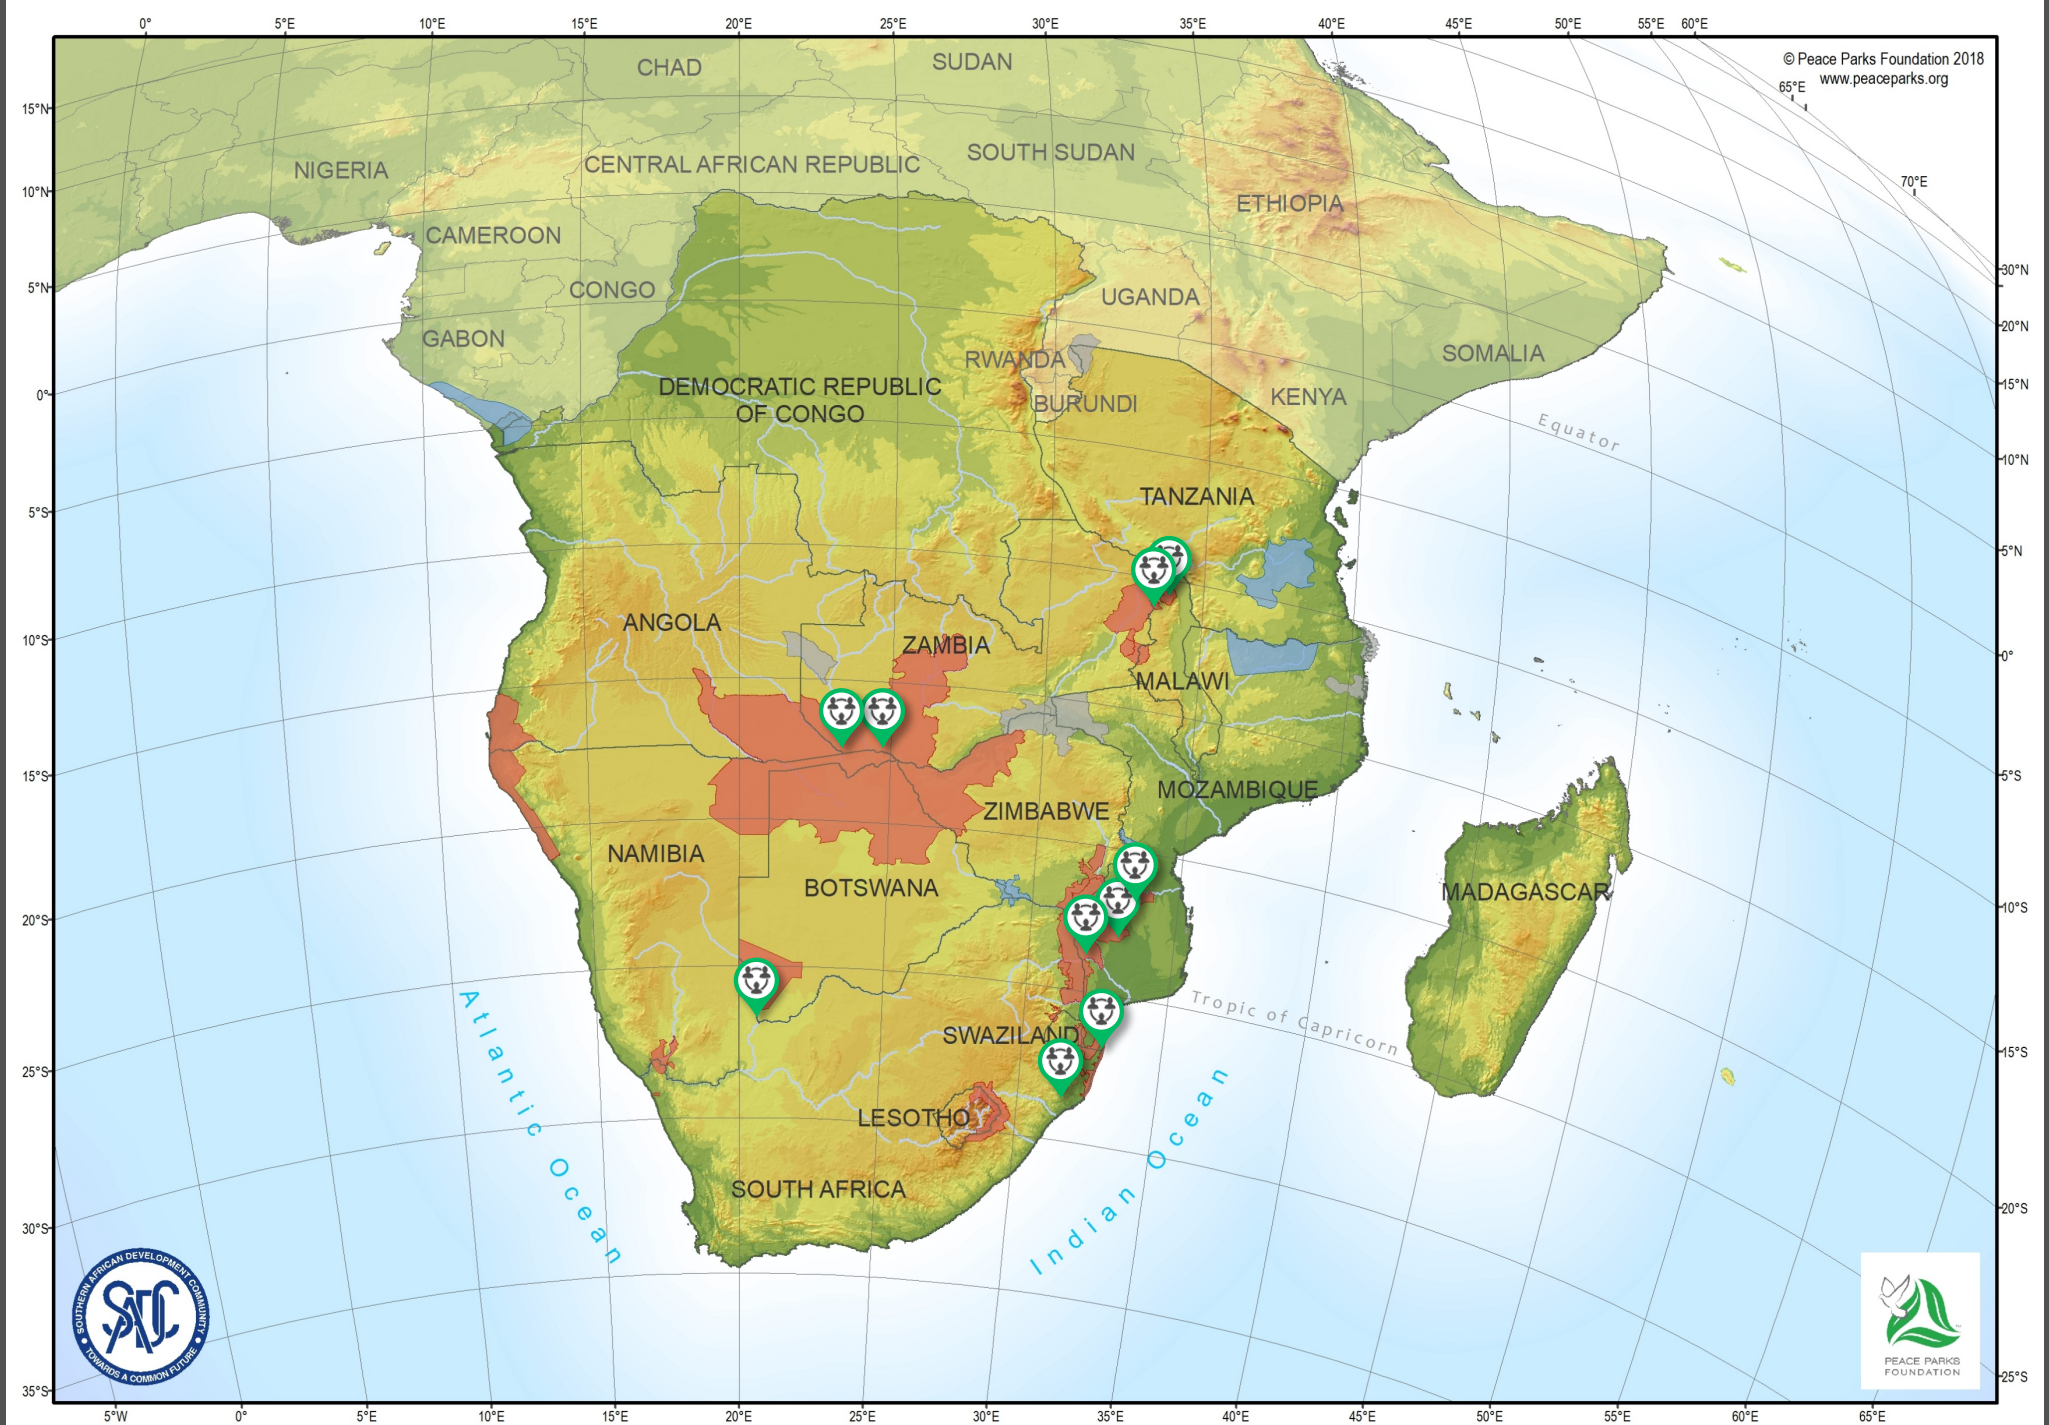 0° 5°E 10°E 15°E 20°E 25°E 30°E 35°E 40°E 45°E 50°E 55°E 60°E
© Peace Parks Foundation 2018
www.peaceparks.org
65°E
70°E
CHAD
SUDAN
15°N
NIGERIA
CENTRAL AFRICAN REPUBLIC
SOUTH SUDAN
10°N
ETHIOPIA
CAMEROON
30°N
5°N
CONGO
UGANDA
20°N
GABON
RWANDA
SOMALIA
0°
DEMOCRATIC REPUBLIC
OF CONGO
BURUNDI
KENYA
15°N
Equator
10°N
TANZANIA
5°S
5°N
ANGOLA
ZAMBIA
10°S
0°
MALAWI
15°S
5°S
MOZAMBIQUE
ZIMBABWE
NAMIBIA
BOTSWANA
MADAGASCAR
20°S
10°S
Atlantic Ocean
Tropic of Capricorn
SWAZILAND
25°S
15°S
LESOTHO
Indian Ocean
SOUTH AFRICA
30°S
20°S
SOUTHERN AFRICAN DEVELOPMENT COMMUNITY
SADC
TOWARDS A COMMON FUTURE
PEACE PARKS
FOUNDATION
35°S
25°S
5°W 0° 5°E 10°E 15°E 20°E 25°E 30°E 35°E 40°E 45°E 50°E 55°E 60°E 65°E